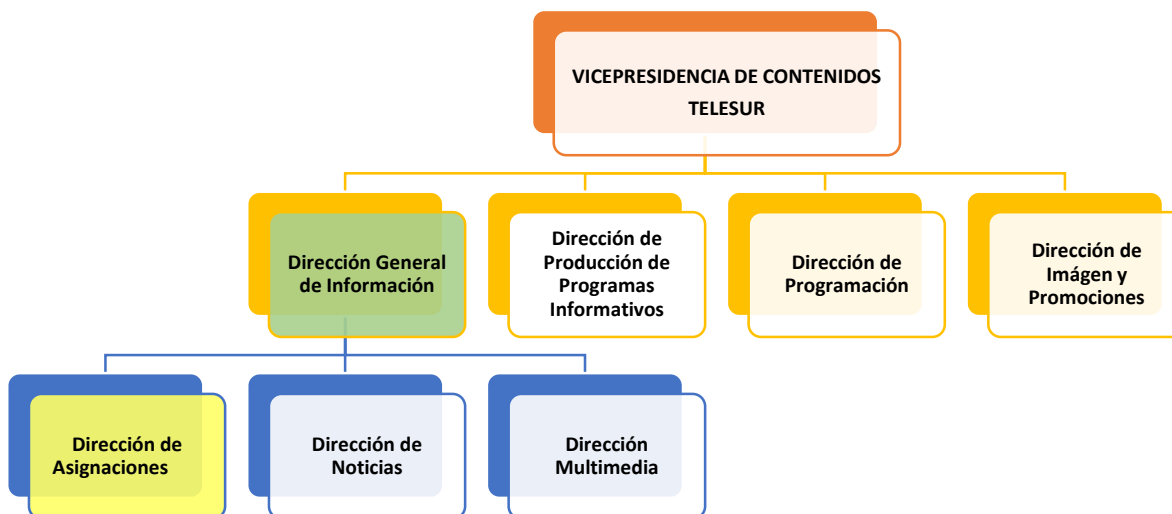 VICEPRESIDENCIA DE CONTENIDOS
TELESUR
Dirección General
de Información
Dirección de
Producción de
Programas
Informativos
Dirección de
Programación
Dirección de
Imágen y
Promociones
Dirección de
Asignaciones
Dirección de
Noticias
Dirección
Multimedia